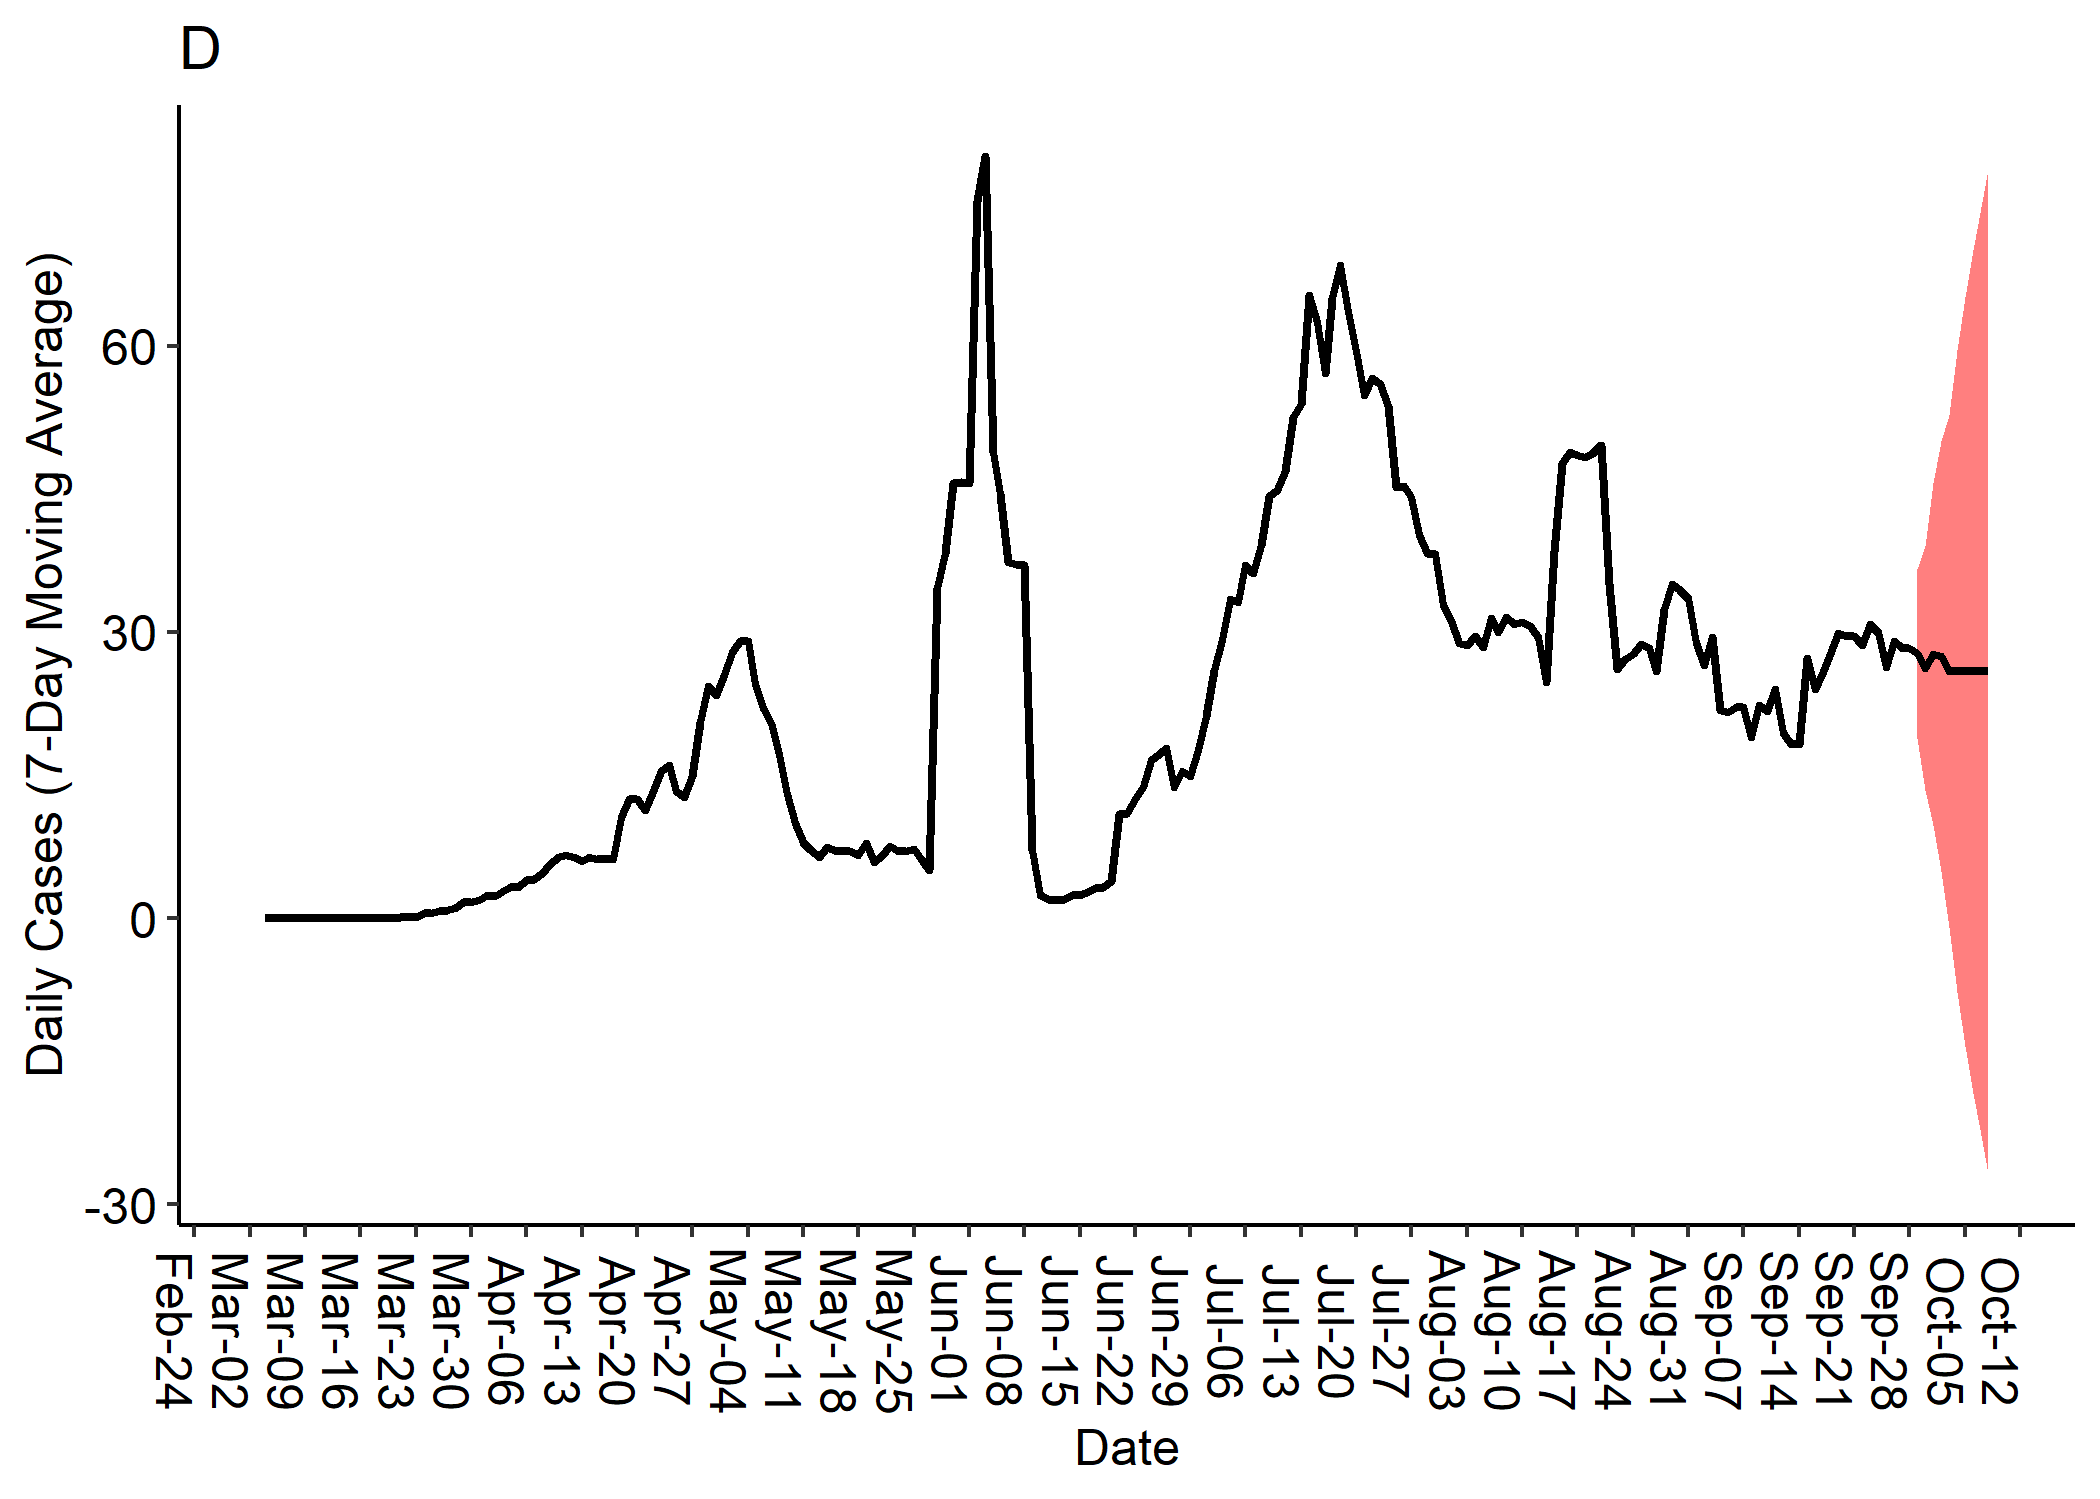 D
Daily Cases (7-Day Moving Average)
60
30
0
-30
Feb-24
Mar-02
Mar-09
Mar-16
Mar-23
Mar-30
Apr-06
Apr-13
Apr-20
Apr-27
May-04
May-11
May-18
May-25
Jun-01
Jun-08
Jun-15
Jun-22
Jun-29
Jul-06
Jul-13
Jul-20
Jul-27
Aug-03
Aug-10
Aug-17
Aug-24
Aug-31
Sep-07
Sep-14
Sep-21
Sep-28
Oct-05
Oct-12
Date